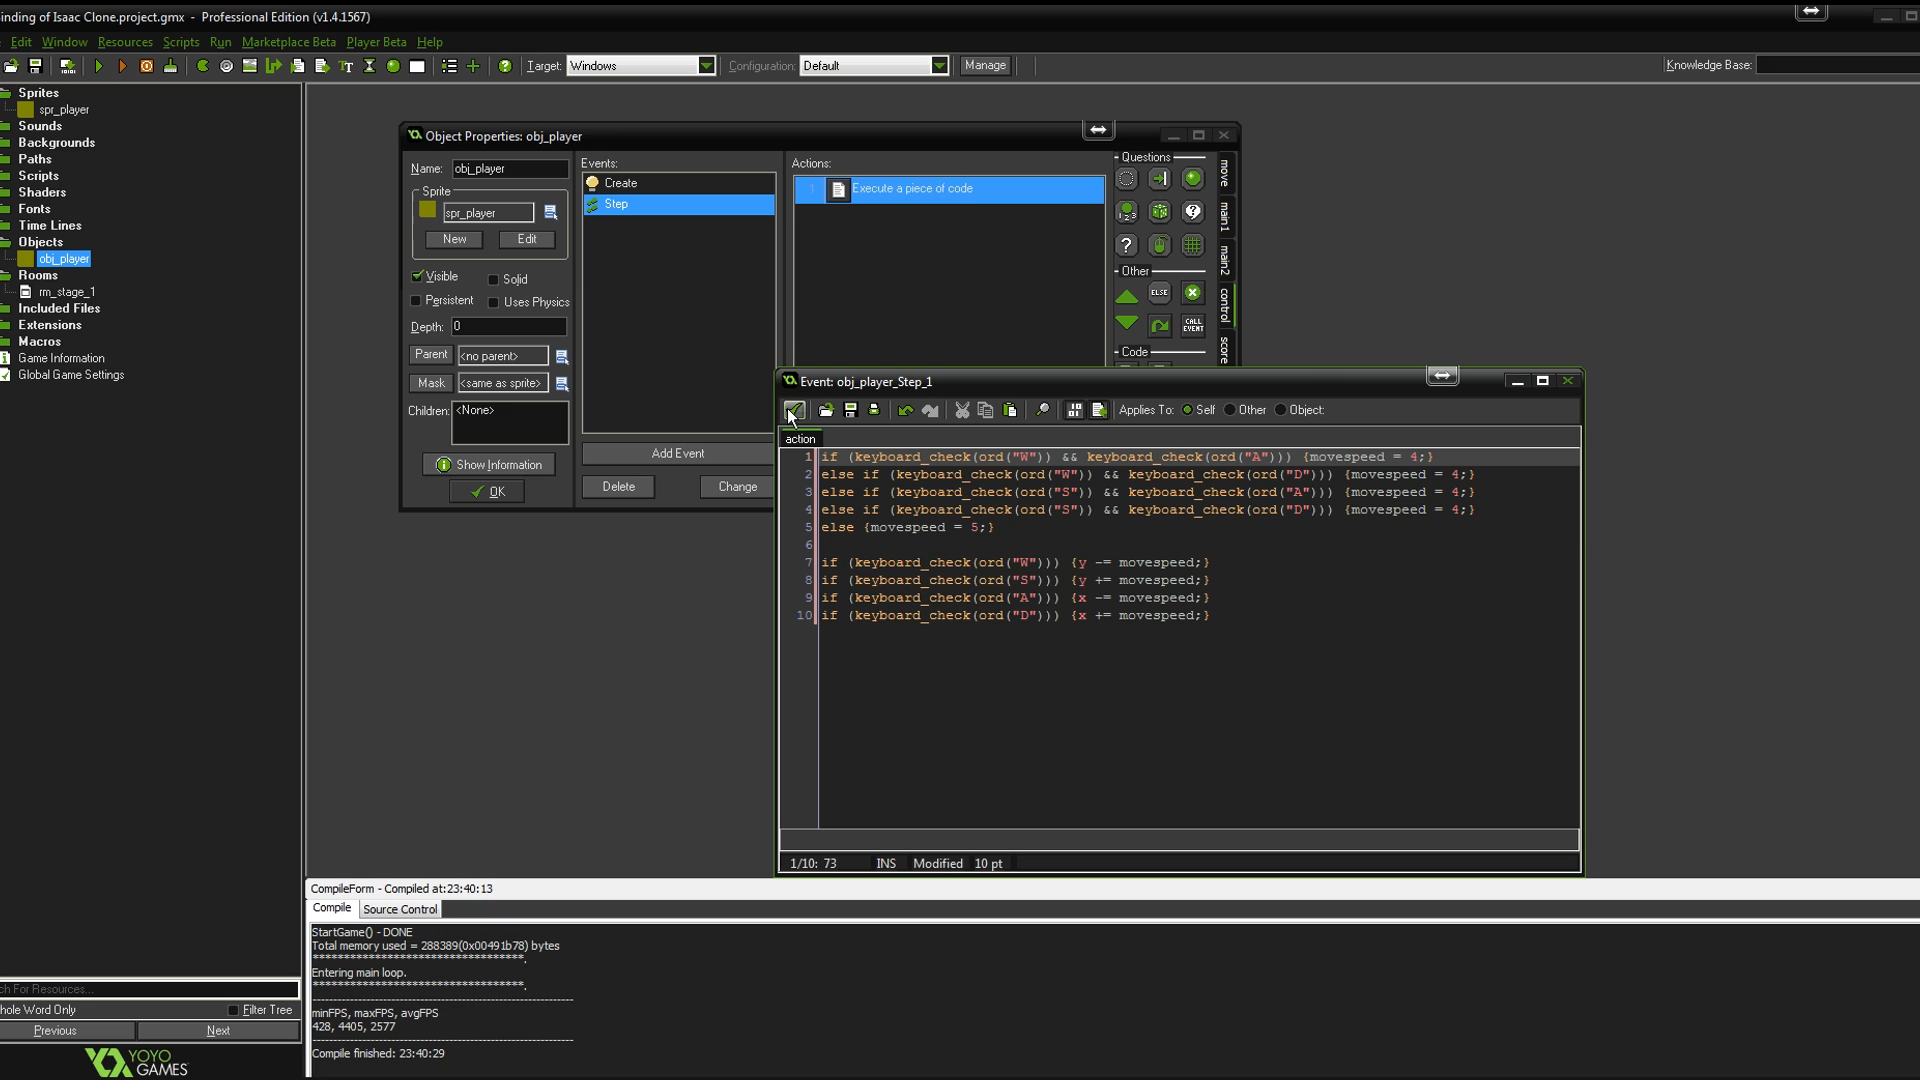 inding of Isaac Clone.project.gmx - Professional Edition (v1.4.1567)
Edit Window Resources Scripts Run Marketplace Beta Player Beta Help
Target: Windows Configuration: Default Manage Knowledge Base:
Sprites
spr_player
Sounds
Backgrounds
Paths
Scripts
Shaders
Fonts
Time Lines
Objects
obj_player
Rooms
rm_stage_1
Included Files
Extensions
Macros
Game Information
Global Game Settings
ch For Resources...
hole Word Only Filter Tree
Previous Next
YOYO
GAMES
Object Properties: obj_player
Name: obj_player
Sprite
spr_player
New Edit
Visible Solid
Persistent Uses Physics
Depth: 0
Parent <no parent>
Mask <same as sprite>
Children: <None>
Show Information
OK
Events:
Create
Step
Add Event
Delete Change
Actions:
1 Execute a piece of code
Questions
Other
ELSE
CALL EVENT
Code
move
main1
main2
control
score
Event: obj_player_Step_1
Applies To: Self Other Object:
action
1 if (keyboard_check(ord("W")) && keyboard_check(ord("A"))) {movespeed = 4;}
2 else if (keyboard_check(ord("W")) && keyboard_check(ord("D"))) {movespeed = 4;}
3 else if (keyboard_check(ord("S")) && keyboard_check(ord("A"))) {movespeed = 4;}
4 else if (keyboard_check(ord("S")) && keyboard_check(ord("D"))) {movespeed = 4;}
5 else {movespeed = 5;}
6
7 if (keyboard_check(ord("W"))) {y -= movespeed;}
8 if (keyboard_check(ord("S"))) {y += movespeed;}
9 if (keyboard_check(ord("A"))) {x -= movespeed;}
10 if (keyboard_check(ord("D"))) {x += movespeed;}
1/10: 73 INS Modified 10 pt
CompileForm - Compiled at:23:40:13
Compile Source Control
StartGame() - DONE
Total memory used = 288389(0x00491b78) bytes
**********************************.
Entering main loop.
**********************************.
----------------------------------------------------------------
minFPS, maxFPS, avgFPS
428, 4405, 2577
----------------------------------------------------------------
Compile finished: 23:40:29